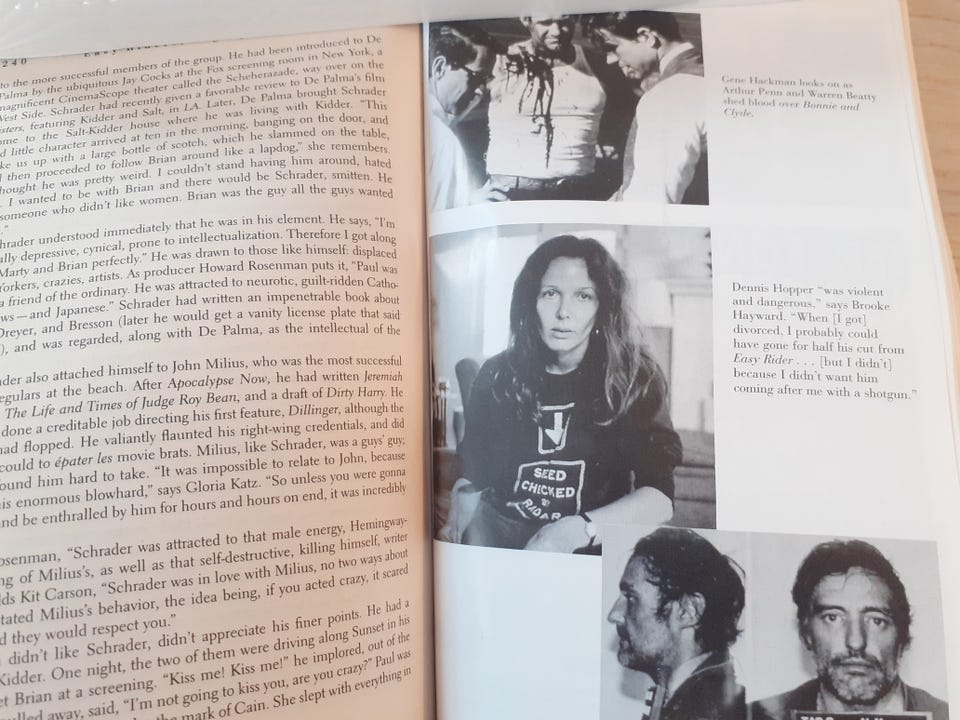 240
to the more successful members of the group. He had been introduced to De
Palma by the ubiquitous Jay Cocks at the Fox screening room in New York, a
magnificent CinemaScope theater called the Scheherazade, way over on the
West Side. Schrader had recently given a favorable review to De Palma's film
isters, featuring Kidder and Salt, in LA. Later, De Palma brought Schrader
ome to the Salt-Kidder house where he was living with Kidder. "This
d little character arrived at ten in the morning, banging on the door, and
ke us up with a large bottle of scotch, which he slammed on the table,
l then proceeded to follow Brian around like a lapdog," she remembers.
hought he was pretty weird. I couldn't stand having him around, hated
. I wanted to be with Brian and there would be Schrader, smitten. He
someone who didn't like women. Brian was the guy all the guys wanted
."
hrader understood immediately that he was in his element. He says, "I'm
ally depressive, cynical, prone to intellectualization. Therefore I got along
Marty and Brian perfectly." He was drawn to those like himself: displaced
Yorkers, crazies, artists. As producer Howard Rosenman puts it, "Paul was
a friend of the ordinary. He was attracted to neurotic, guilt-ridden Catho-
ws—and Japanese." Schrader had written an impenetrable book about
Dreyer, and Bresson (later he would get a vanity license plate that said
), and was regarded, along with De Palma, as the intellectual of the
der also attached himself to John Milius, who was the most successful
egulars at the beach. After Apocalypse Now, he had written Jeremiah
The Life and Times of Judge Roy Bean, and a draft of Dirty Harry. He
done a creditable job directing his first feature, Dillinger, although the
had flopped. He valiantly flaunted his right-wing credentials, and did
could to épater les movie brats. Milius, like Schrader, was a guys' guy;
ound him hard to take. "It was impossible to relate to John, because
is enormous blowhard," says Gloria Katz. "So unless you were gonna
nd be enthralled by him for hours and hours on end, it was incredibly
osenman, "Schrader was attracted to that male energy, Hemingway-
ng of Milius's, as well as that self-destructive, killing himself, writer
lds Kit Carson, "Schrader was in love with Milius, no two ways about
tated Milius's behavior, the idea being, if you acted crazy, it scared
d they would respect you."
didn't like Schrader, didn't appreciate his finer points. He had a
Kidder. One night, the two of them were driving along Sunset in his
et Brian at a screening. "Kiss me! Kiss me!" he implored, out of the
ulled away, said, "I'm not going to kiss you, are you crazy?" Paul was
the mark of Cain. She slept with everything in
Gene Hackman looks on as
Arthur Penn and Warren Beatty
shed blood over Bonnie and
Clyde.
Dennis Hopper "was violent
and dangerous," says Brooke
Hayward. "When [I got]
divorced. I probably could
have gone for half his cut from
Easy Rider . . . [but I didn't]
because I didn't want him
coming after me with a shotgun."
SEED
CHICKED
BY
RADAR